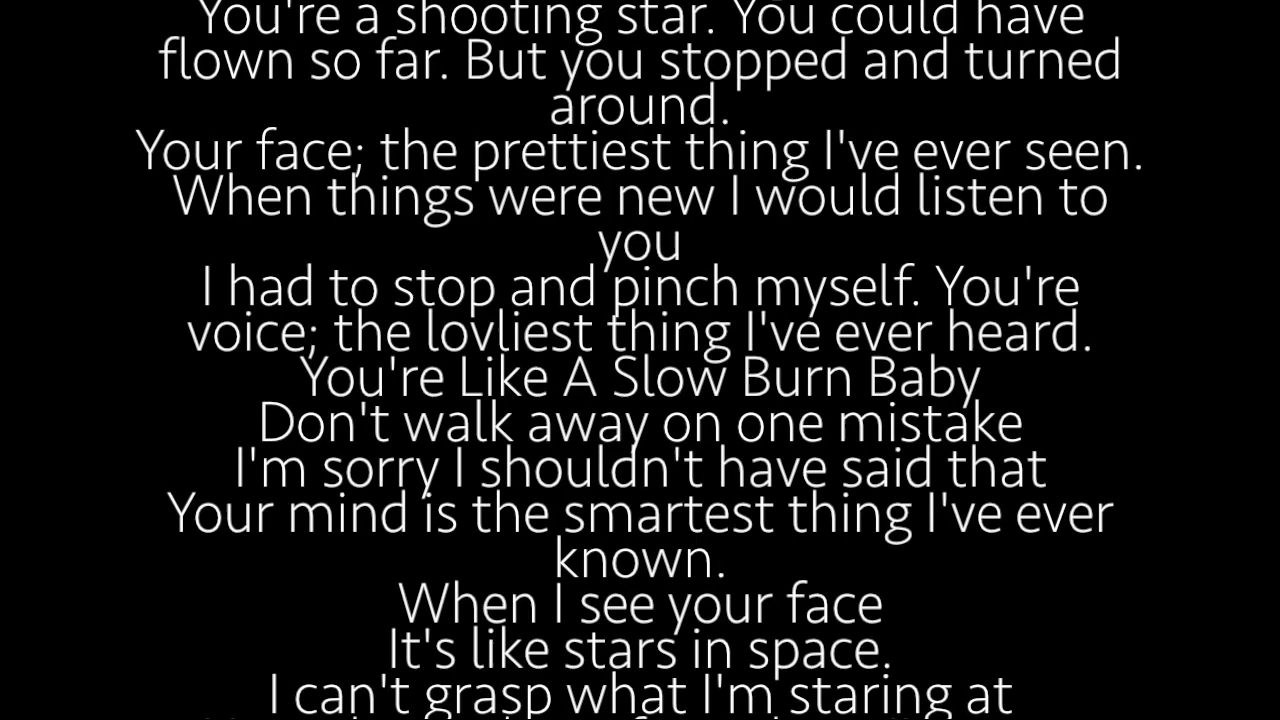 You're a shooting star. You could have
flown so far. But you stopped and turned
around.
Your face; the prettiest thing I've ever seen.
When things were new I would listen to
you
I had to stop and pinch myself. You're
voice; the lovliest thing I've ever heard.
You're Like A Slow Burn Baby
Don't walk away on one mistake
I'm sorry I shouldn't have said that
Your mind is the smartest thing I've ever
known.
When I see your face
It's like stars in space.
I can't grasp what I'm staring at